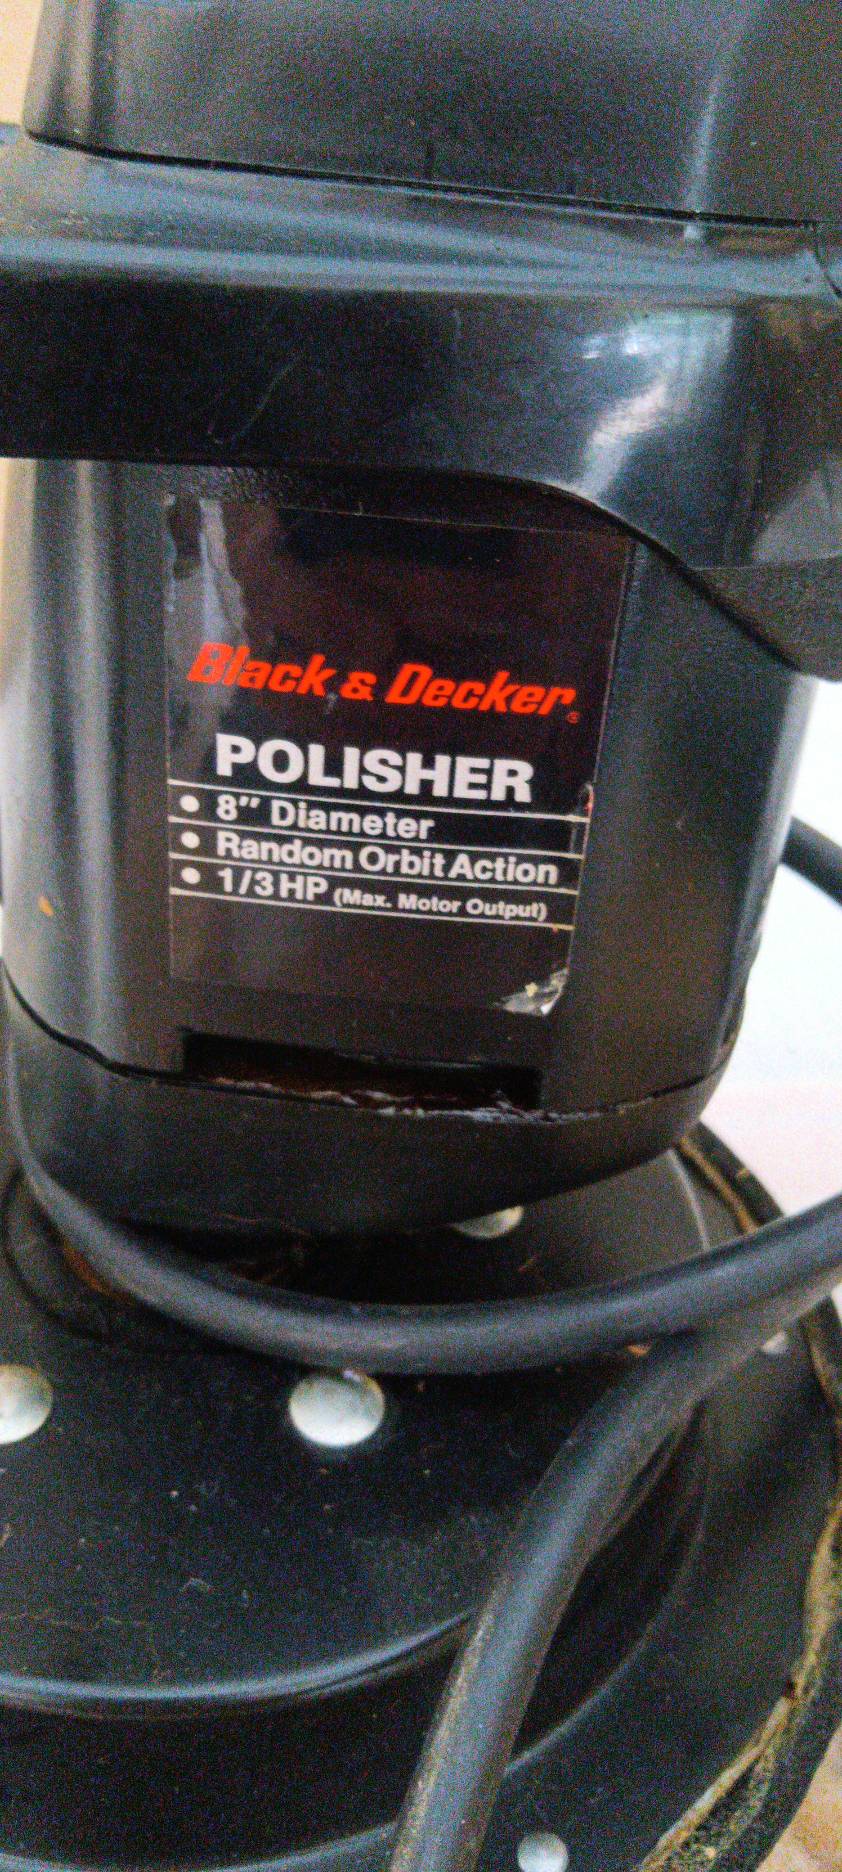 Black & Decker®
POLISHER
• 8" Diameter
• Random Orbit Action
• 1/3 HP (Max. Motor Output)